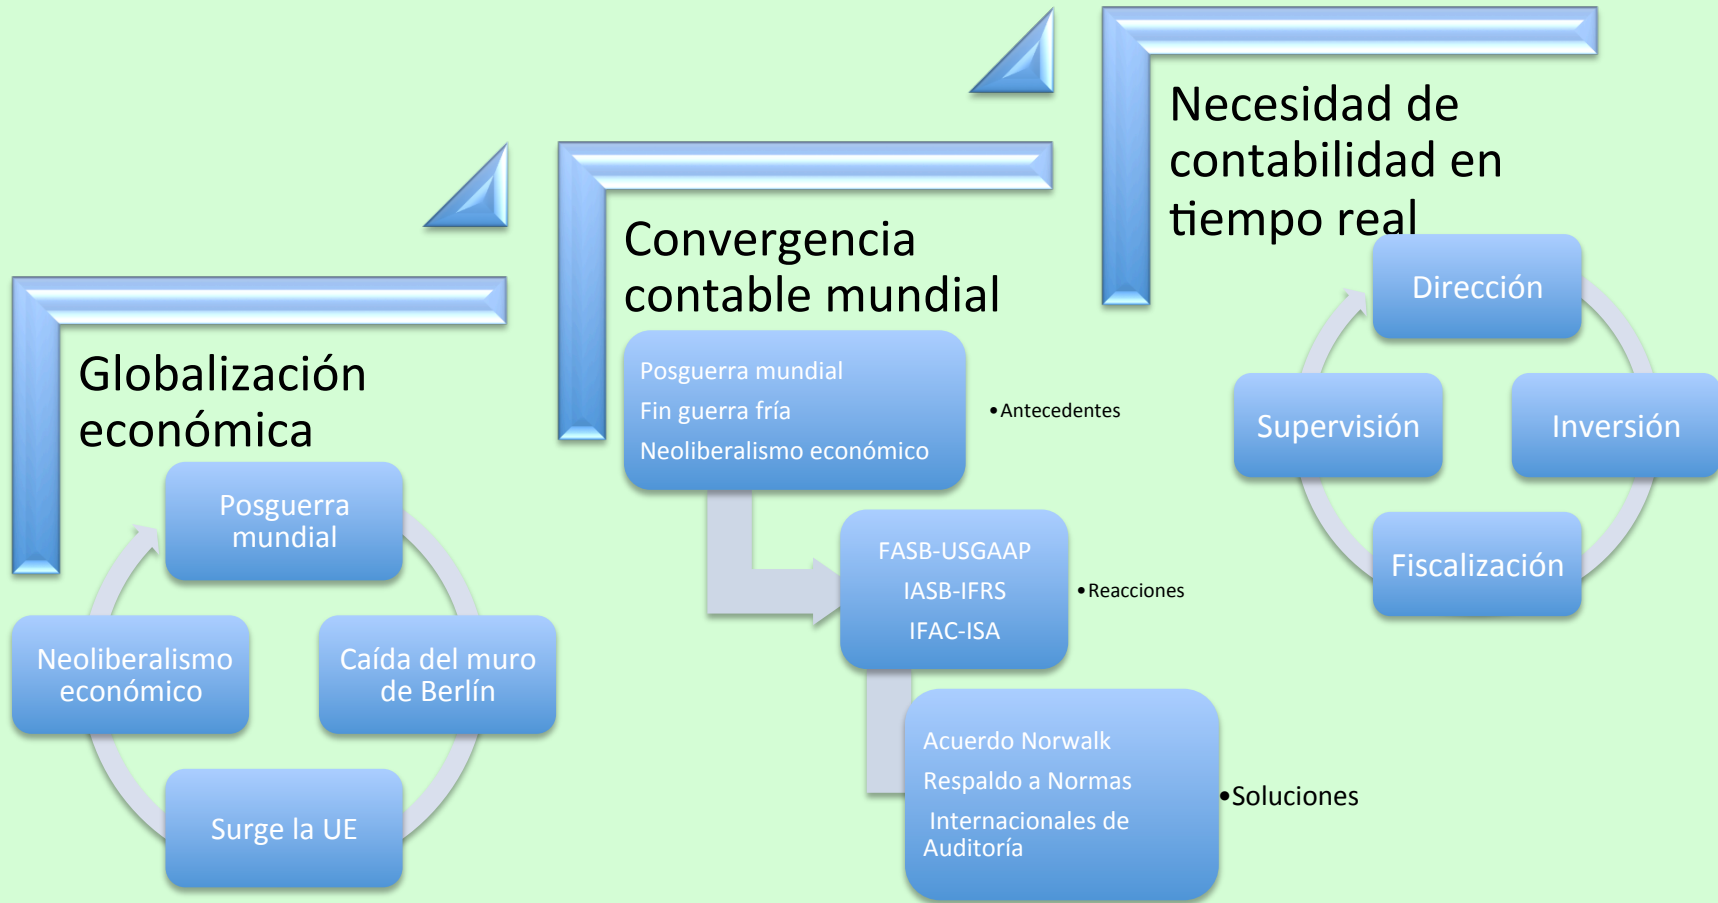 Globalización
económica
Posguerra
mundial
Caída del muro
de Berlín
Surge la UE
Neoliberalismo
económico
Convergencia
contable mundial
Posguerra mundial
Fin guerra fría
Neoliberalismo económico
•Antecedentes
FASB-USGAAP
IASB-IFRS
IFAC-ISA
•Reacciones
Acuerdo Norwalk
Respaldo a Normas
Internacionales de
Auditoría
•Soluciones
Necesidad de
contabilidad en
tiempo real
Dirección
Inversión
Fiscalización
Supervisión